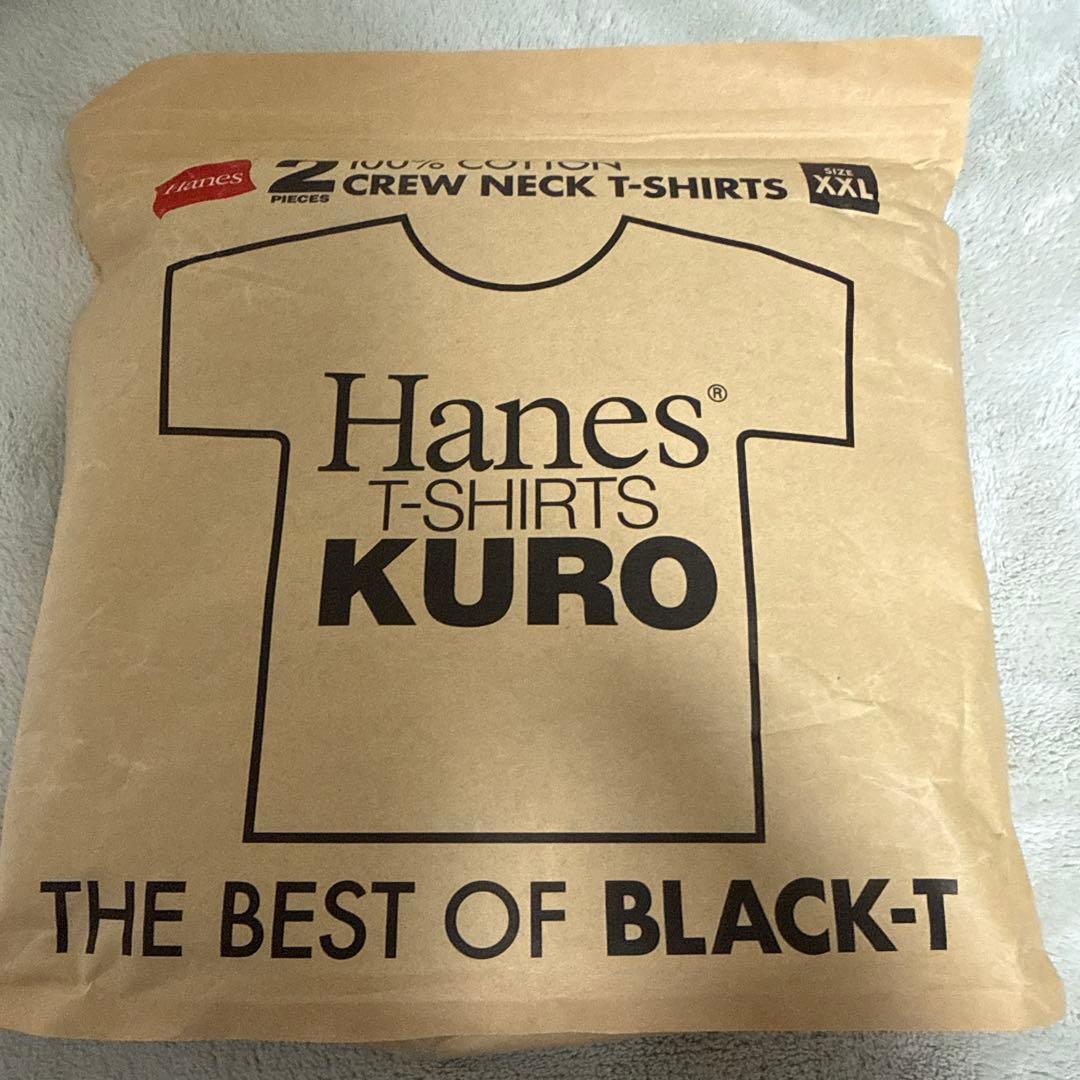 Hanes
2
PIECES
100% COTTON
CREW NECK T-SHIRTS
SIZE
XXL
Hanes®
T-SHIRTS
KURO
THE BEST OF BLACK-T